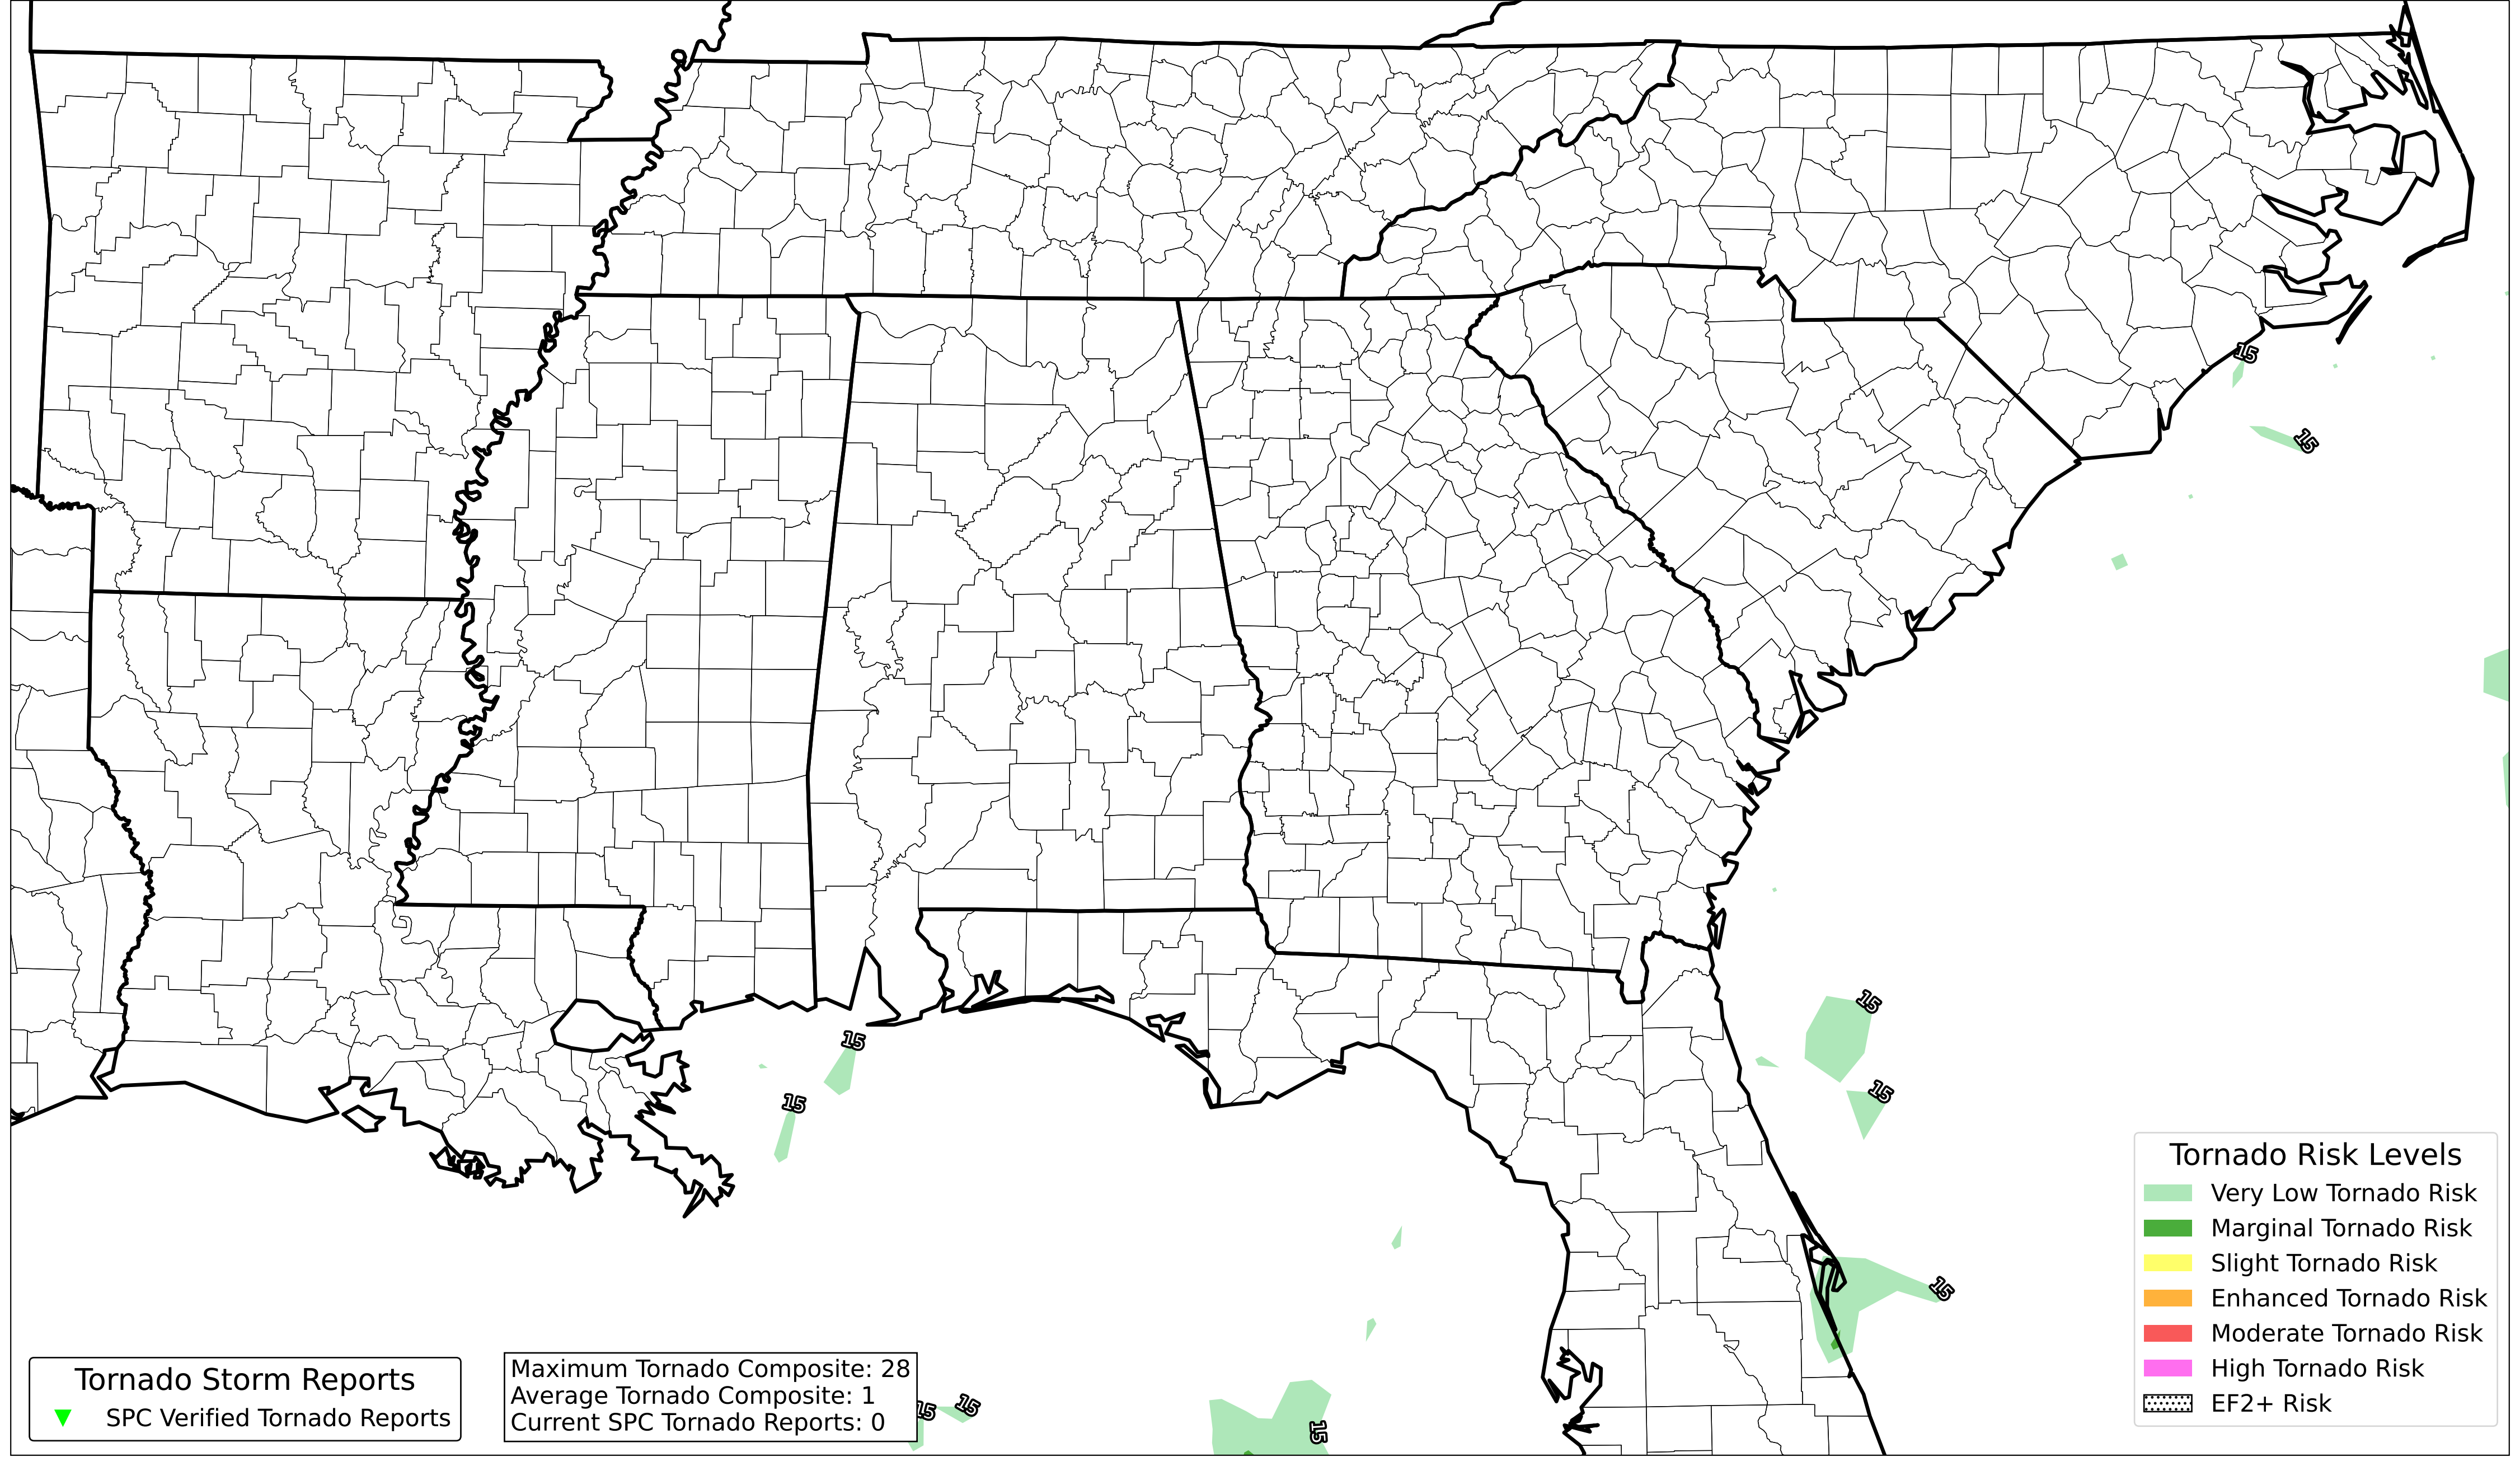 15
15
15
15
15
15
15
15
15
15
Tornado Risk Levels
Very Low Tornado Risk
Marginal Tornado Risk
Slight Tornado Risk
Enhanced Tornado Risk
Moderate Tornado Risk
High Tornado Risk
EF2+ Risk
Tornado Storm Reports
SPC Verified Tornado Reports
Maximum Tornado Composite: 28
Average Tornado Composite: 1
Current SPC Tornado Reports: 0